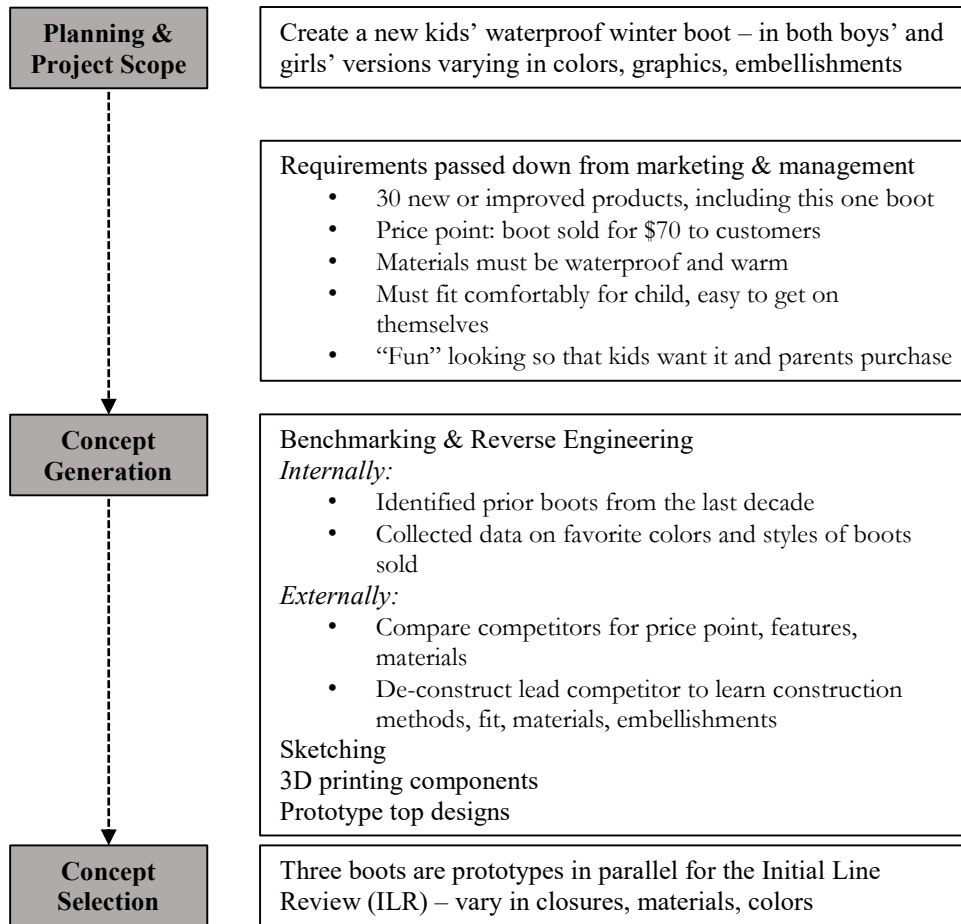 Planning &
Project Scope
Create a new kids’ waterproof winter boot – in both boys’ and
girls’ versions varying in colors, graphics, embellishments
Requirements passed down from marketing & management
• 30 new or improved products, including this one boot
• Price point: boot sold for $70 to customers
• Materials must be waterproof and warm
• Must fit comfortably for child, easy to get on
themselves
• “Fun” looking so that kids want it and parents purchase
Concept
Generation
Benchmarking & Reverse Engineering
Internally:
• Identified prior boots from the last decade
• Collected data on favorite colors and styles of boots
sold
Externally:
• Compare competitors for price point, features,
materials
• De-construct lead competitor to learn construction
methods, fit, materials, embellishments
Sketching
3D printing components
Prototype top designs
Concept
Selection
Three boots are prototypes in parallel for the Initial Line
Review (ILR) – vary in closures, materials, colors